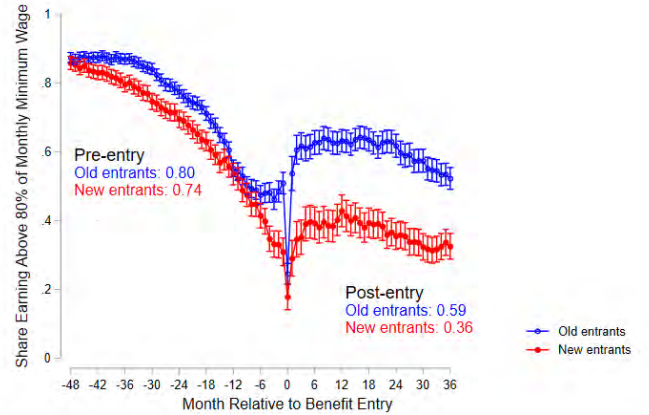 Share Earning Above 80% of Monthly Minimum Wage
1
.8
.6
.4
.2
0
Pre-entry
Old entrants: 0.80
New entrants: 0.74
Post-entry
Old entrants: 0.59
New entrants: 0.36
Old entrants
New entrants
-48 -42 -36 -30 -24 -18 -12 -6 0 6 12 18 24 30 36
Month Relative to Benefit Entry